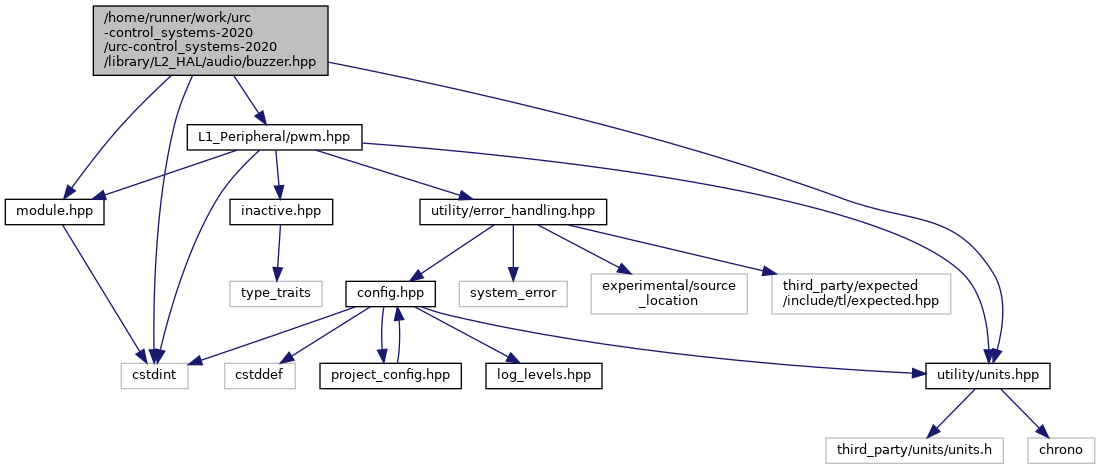 /home/runner/work/urc
-control_systems-2020
/urc-control_systems-2020
/library/L2_HAL/audio/buzzer.hpp
L1_Peripheral/pwm.hpp
module.hpp
inactive.hpp
utility/error_handling.hpp
type_traits
config.hpp
system_error
experimental/source
_location
third_party/expected
/include/tl/expected.hpp
cstdint
cstddef
project_config.hpp
log_levels.hpp
utility/units.hpp
third_party/units/units.h
chrono